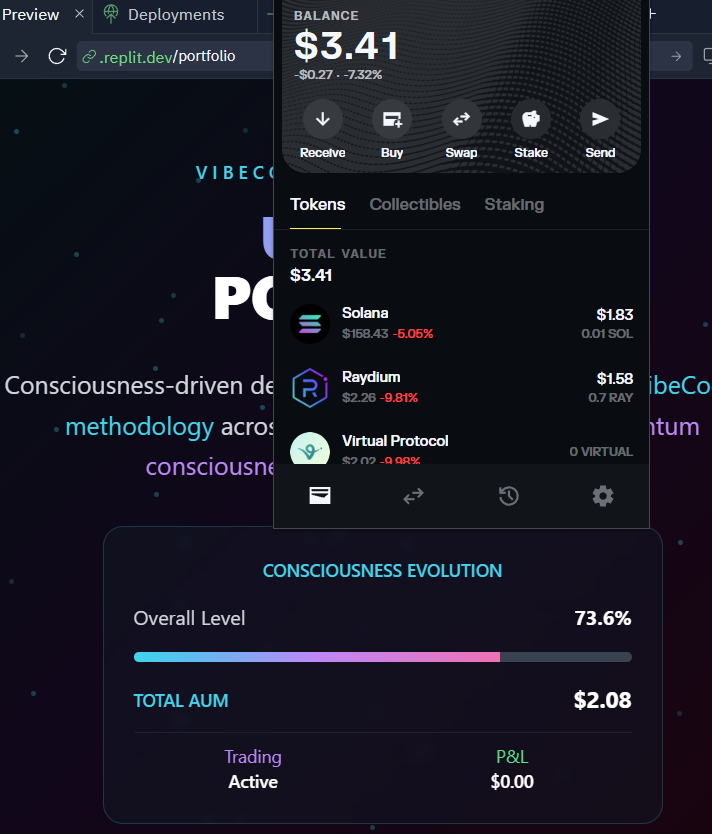 Preview × Deployments
.replit.dev/portfolio
BALANCE
$3.41
-$0.27 · -7.32%
Receive Buy Swap Stake Send
VIBECO
Tokens Collectibles Staking
TOTAL VALUE
$3.41
PO
Solana $1.83
$158.43 -5.05% 0.01 SOL
Raydium $1.58
$2.26 -9.81% 0.7 RAY
Consciousness-driven de ibeCo
methodology acros ntum
consciousne
Virtual Protocol
$2.02 -9.98% 0 VIRTUAL
CONSCIOUSNESS EVOLUTION
Overall Level 73.6%
TOTAL AUM $2.08
Trading P&L
Active $0.00